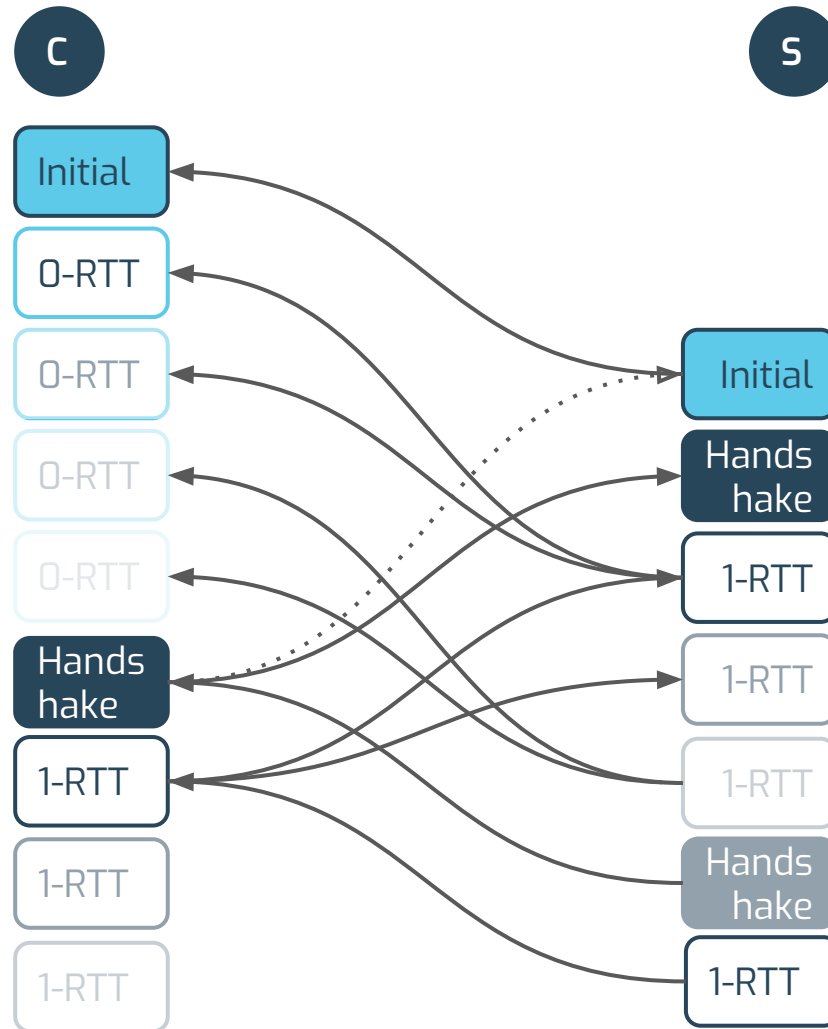 C
S
Initial
0-RTT
0-RTT
0-RTT
0-RTT
Hands
hake
1-RTT
1-RTT
1-RTT
Initial
Hands
hake
1-RTT
1-RTT
1-RTT
Hands
hake
1-RTT